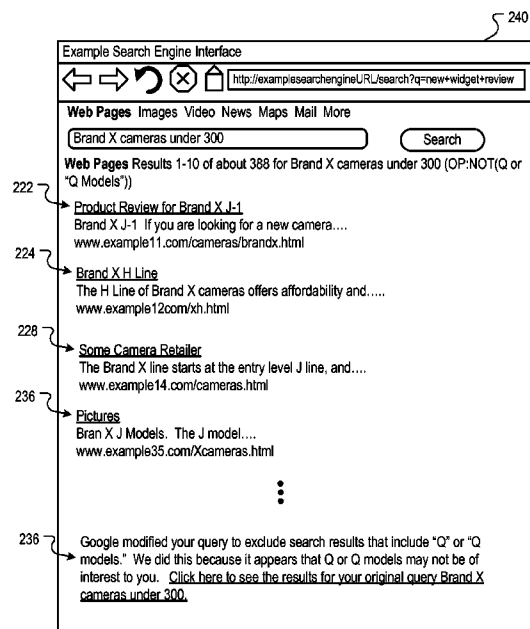 240
Example Search Engine Interface
http://examplesearchengineURL/search?q=new+widget+review
Web Pages Images Video News Maps Mail More
Brand X cameras under 300
Search
Web Pages Results 1-10 of about 388 for Brand X cameras under 300 (OP:NOT(Q or
"Q Models"))
222
Product Review for Brand X J-1
Brand X J-1 If you are looking for a new camera....
www.example11.com/cameras/brandx.html
224
Brand X H Line
The H Line of Brand X cameras offers affordability and.....
www.example12com/xh.html
228
Some Camera Retailer
The Brand X line starts at the entry level J line, and....
www.example14.com/cameras.html
236
Pictures
Bran X J Models. The J model....
www.example35.com/Xcameras.html
236
Google modified your query to exclude search results that include "Q" or "Q
models." We did this because it appears that Q or Q models may not be of
interest to you. Click here to see the results for your original query Brand X
cameras under 300.